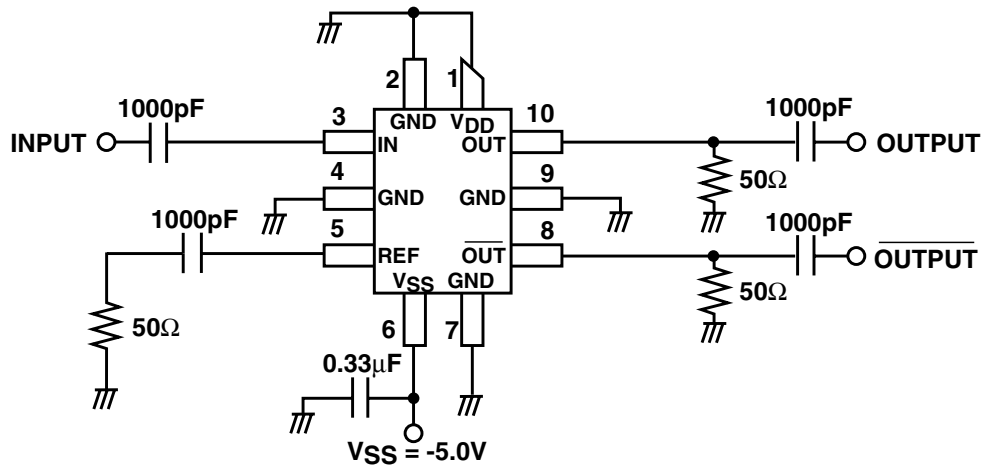 2
1
1000pF
3
GND
VDD
10
1000pF
INPUT
IN
OUT
OUTPUT
4
GND
GND
9
50Ω
1000pF
5
REF
OUT
8
1000pF
OUTPUT
VSS
GND
50Ω
50Ω
6
7
0.33μF
VSS = -5.0V